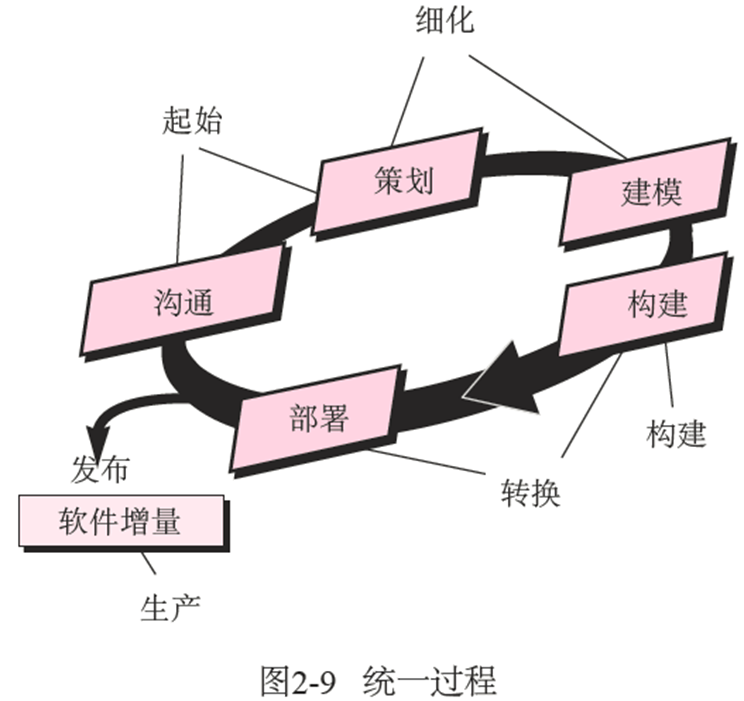 细化
起始
策划
建模
沟通
构建
部署
构建
发布
转换
软件增量
生产
图2-9 统一过程